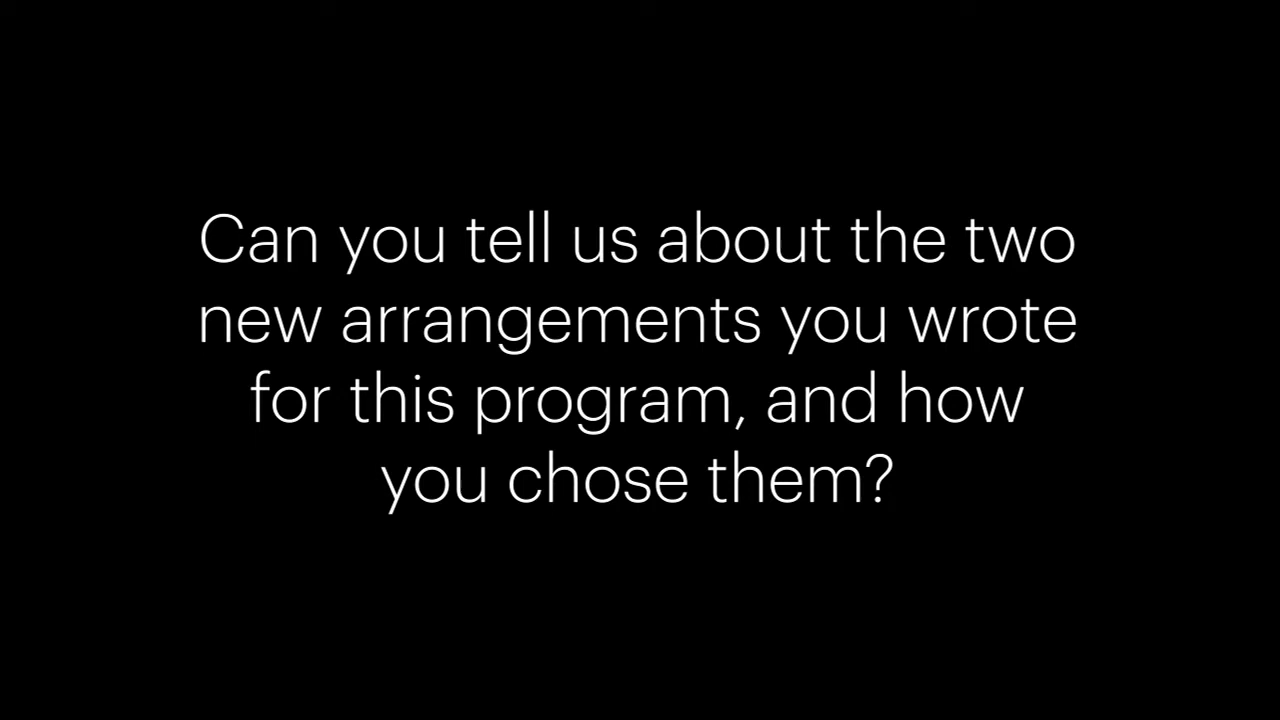 Can you tell us about the two
new arrangements you wrote
for this program, and how
you chose them?